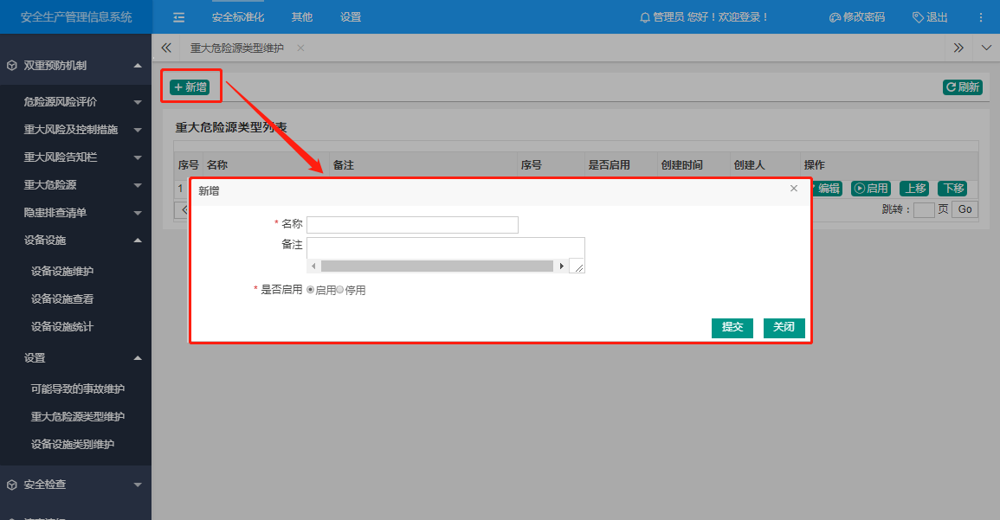 安全生产管理信息系统
安全标准化 其他 设置
管理员 您好！欢迎登录！
修改密码 退出
双重预防机制
危险源风险评价
重大风险及控制措施
重大风险告知栏
重大危险源
隐患排查清单
设备设施
设备设施维护
设备设施查看
设备设施统计
设置
可能导致的事故维护
重大危险源类型维护
设备设施类别维护
安全检查
重大危险源类型维护
新增
刷新
重大危险源类型列表
序号 名称 备注 序号 是否启用 创建时间 创建人 操作
1 编辑 启用 上移 下移
跳转： 页 Go
新增
* 名称
备注
* 是否启用 启用 停用
提交 关闭